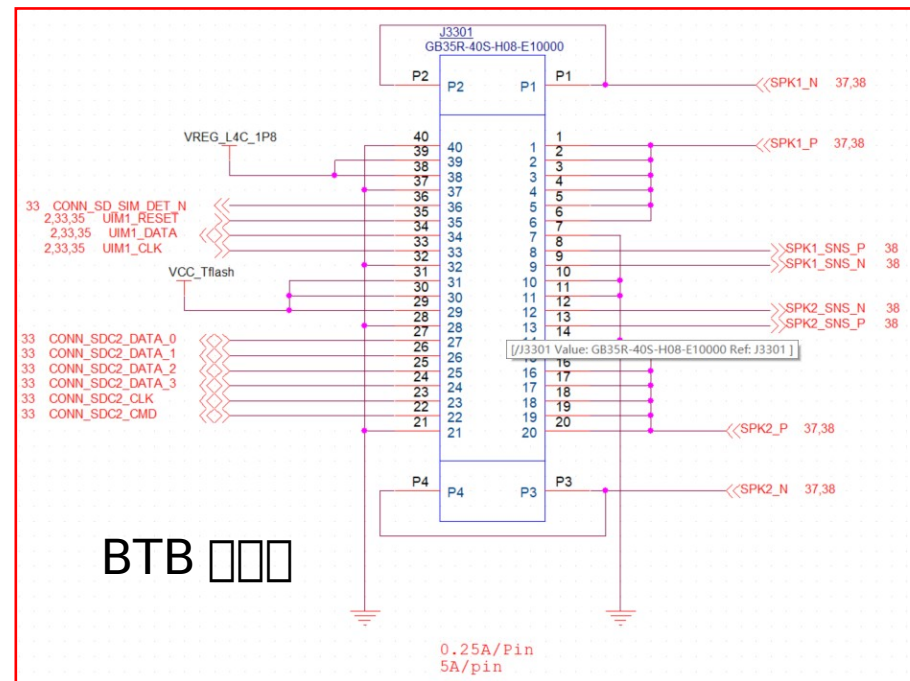 J3301
GB35R-40S-H08-E10000
P2 P2 P1 P1 SPK1_N 37,38
VREG_L4C_1P8
40 40 1 1 SPK1_P 37,38
39 39 2 2
38 38 3 3
37 37 4 4
33 CONN_SD_SIM_DET_N 36 36 5 5
2,33,35 UIM1_RESET 35 35 6 6
2,33,35 UIM1_DATA 34 34 7 7
2,33,35 UIM1_CLK 33 33 8 8 SPK1_SNS_P 38
32 32 9 9 SPK1_SNS_N 38
VCC_Tflash 31 31 10 10
30 30 11 11
29 29 12 12 SPK2_SNS_N 38
28 28 13 13 SPK2_SNS_P 38
33 CONN_SDC2_DATA_0 27 27 14
[/J3301 Value: GB35R-40S-H08-E10000 Ref: J3301 ]
33 CONN_SDC2_DATA_1 26 26
33 CONN_SDC2_DATA_2 25 25 16 16
33 CONN_SDC2_DATA_3 24 24 17 17
33 CONN_SDC2_CLK 23 23 18 18
33 CONN_SDC2_CMD 22 22 19 19
21 21 20 20 SPK2_P 37,38
P4 P4 P3 P3 SPK2_N 37,38
BTB
0.25A/Pin
5A/pin